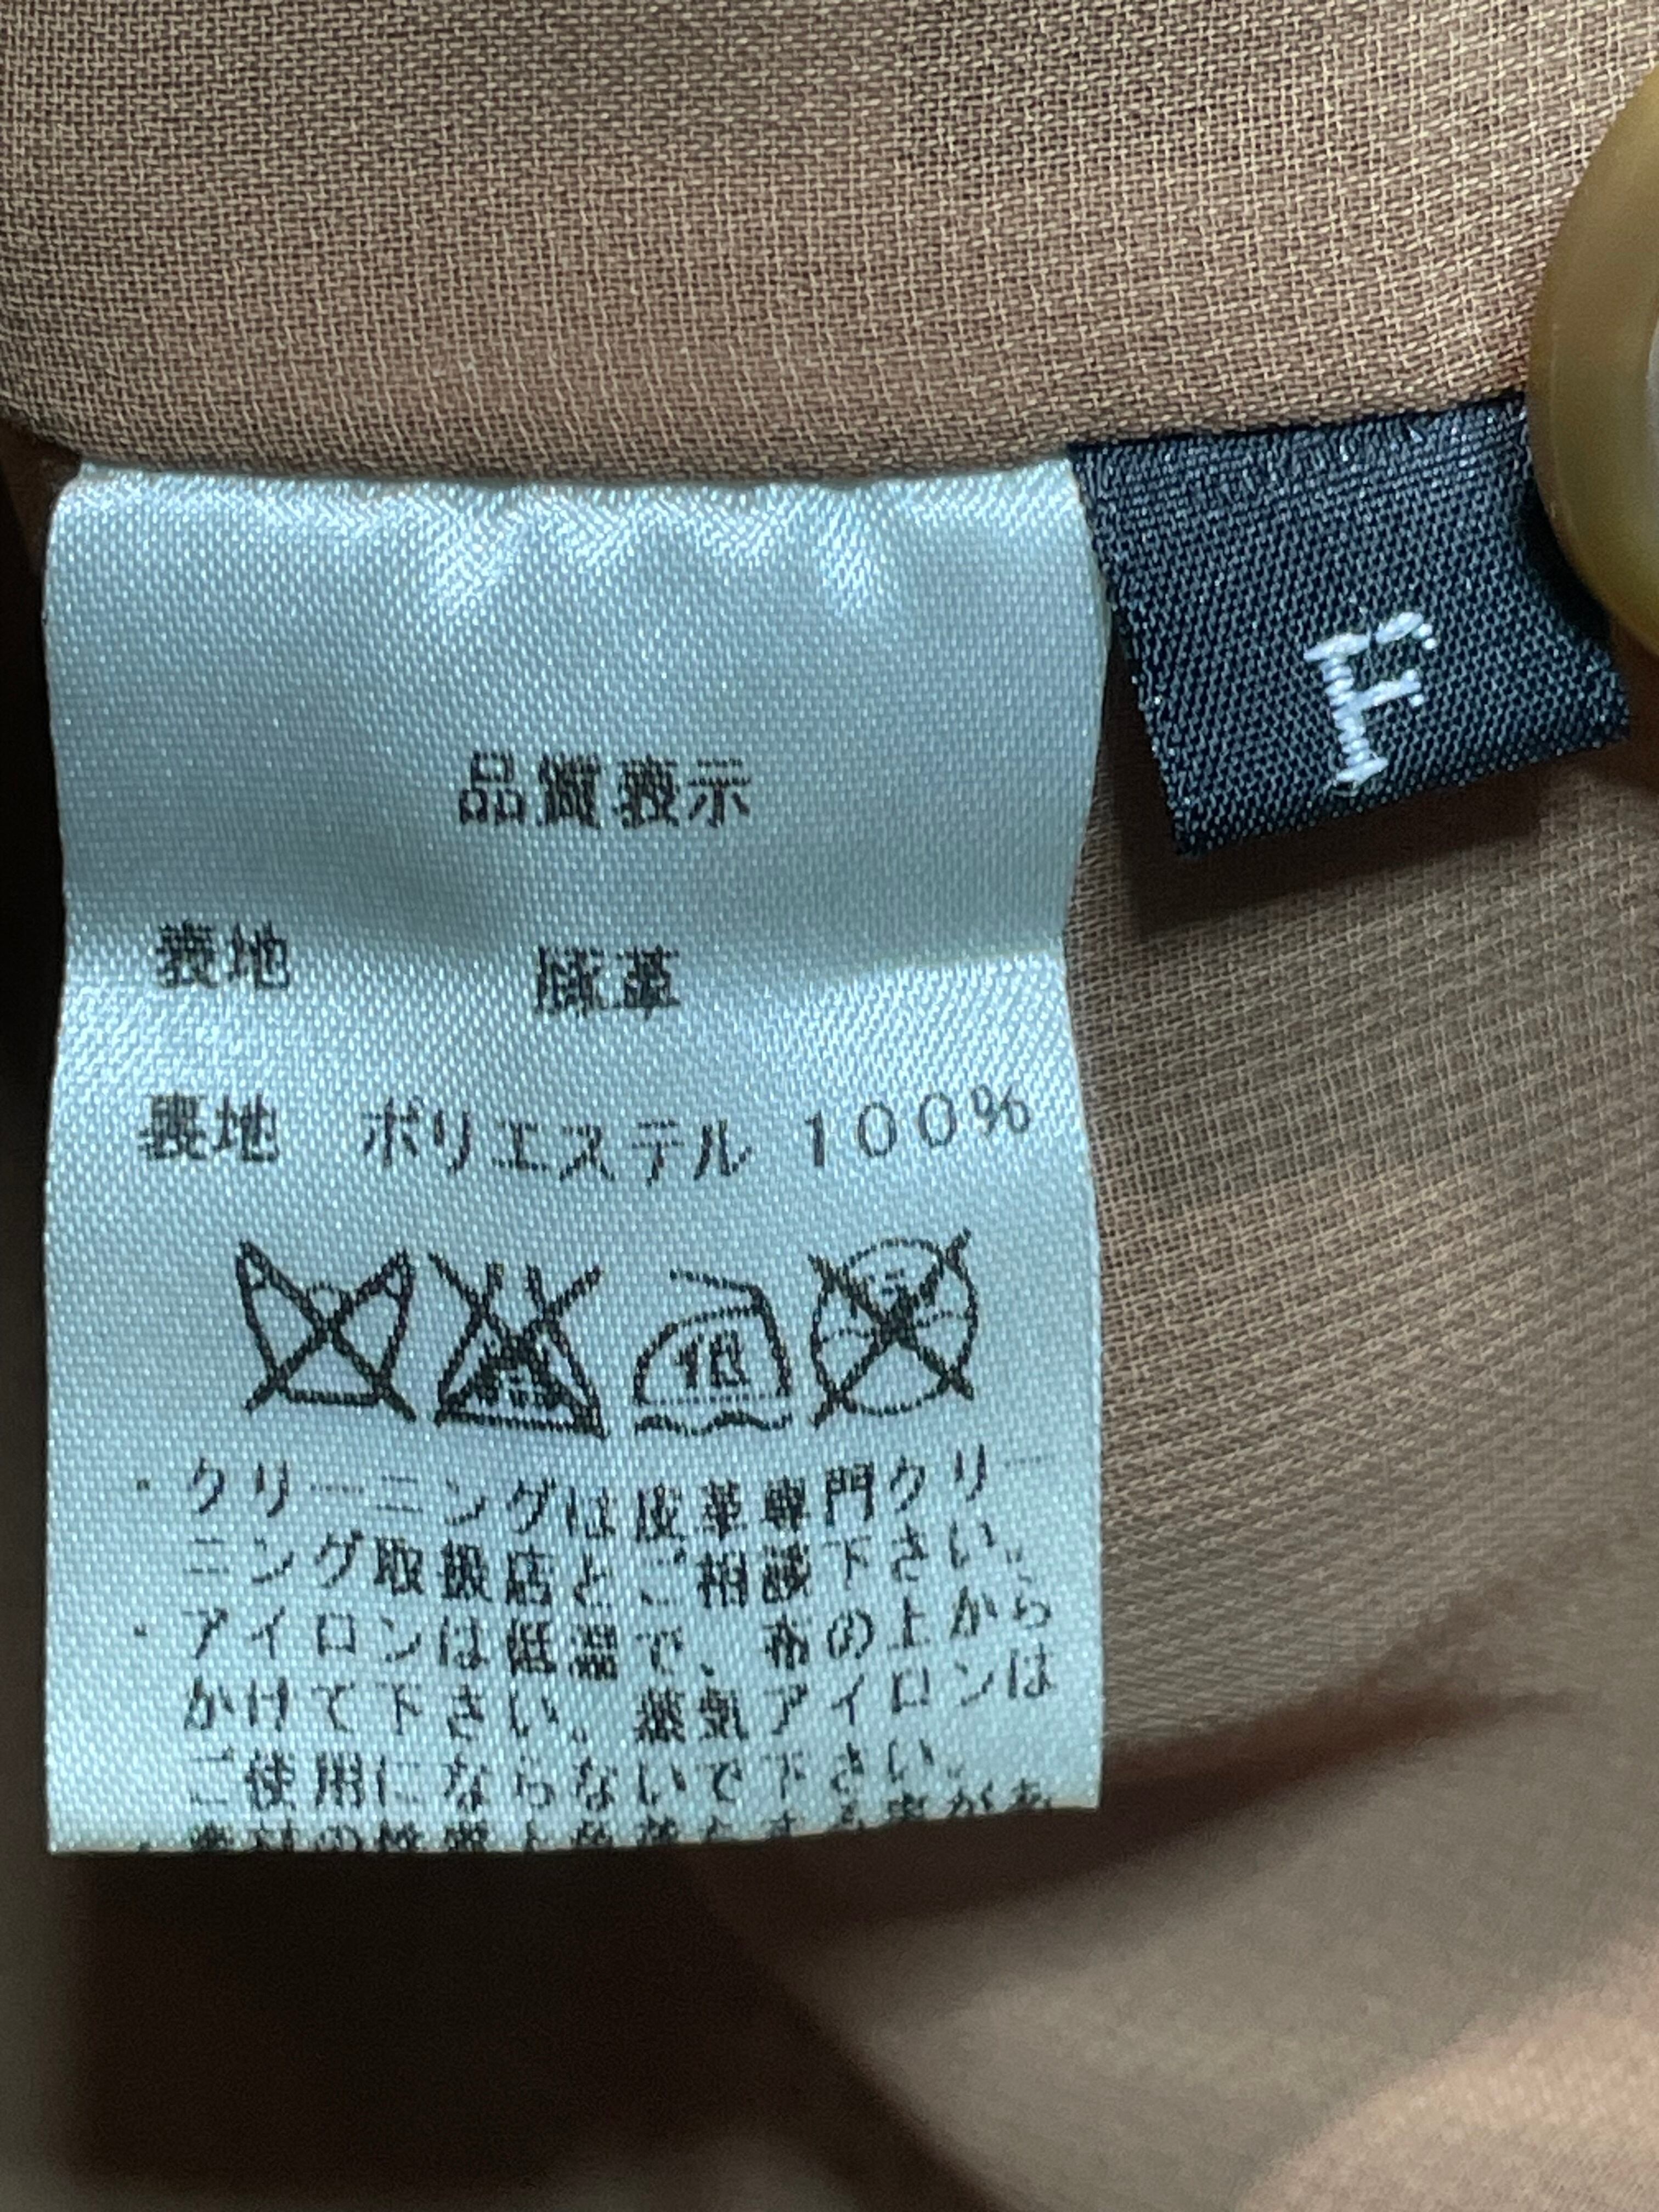 品質表示
F
表地 豚革
裏地 ポリエステル 100%
低
・クリーニングは皮革専門クリー
ニング取扱店とご相談下さい。
・アイロンは低温で、布の上から
かけて下さい。蒸気アイロンは
ご使用にならないで下さい。